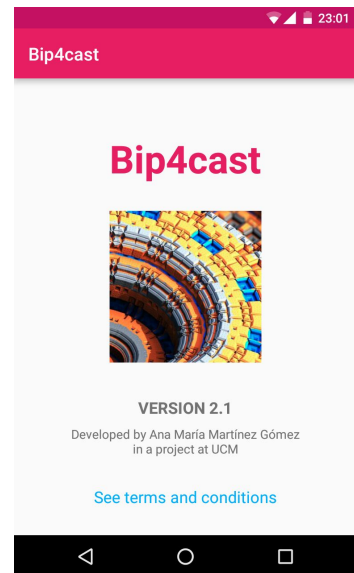 23:01
Bip4cast
Bip4cast
VERSION 2.1
Developed by Ana María Martínez Gómez
in a project at UCM
See terms and conditions